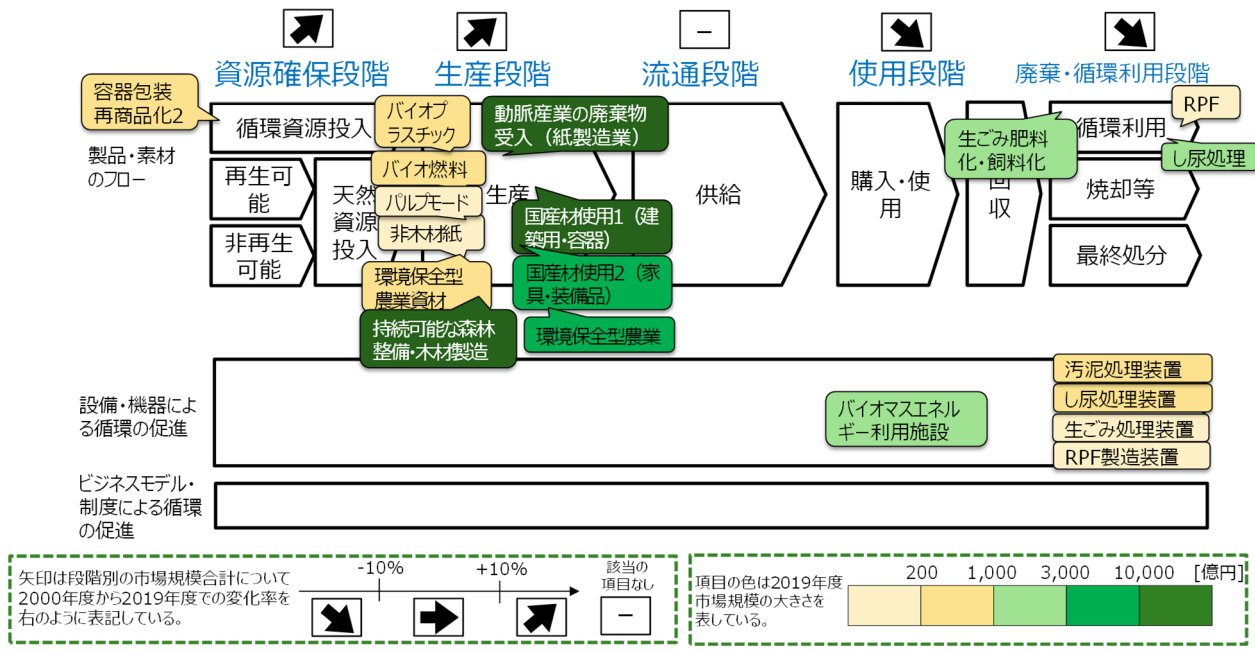 資源確保段階
生産段階
–
流通段階
使用段階
廃棄・循環利用段階
容器包装
再商品化2
製品・素材
のフロー
循環資源投入
再生可
能
非再生
可能
天然
資源
投入
バイオプ
ラスチック
バイオ燃料
パルプモード
非木材紙
環境保全型
農業資材
持続可能な森林
整備・木材製造
生産
動脈産業の廃棄物
受入（紙製造業）
国産材使用1（建
築用・容器）
国産材使用2（家
具・装備品）
環境保全型農業
供給
購入・使
用
生ごみ肥料
化・飼料化
回
収
RPF
循環利用
し尿処理
焼却等
最終処分
設備・機器によ
る循環の促進
バイオマスエネル
ギー利用施設
汚泥処理装置
し尿処理装置
生ごみ処理装置
RPF製造装置
ビジネスモデル・
制度による循環
の促進
矢印は段階別の市場規模合計について
2000年度から2019年度での変化率を
右のように表記している。
-10%
+10%
該当の
項目なし
–
項目の色は2019年度
市場規模の大きさを
表している。
200
1,000
3,000
10,000
[億円]